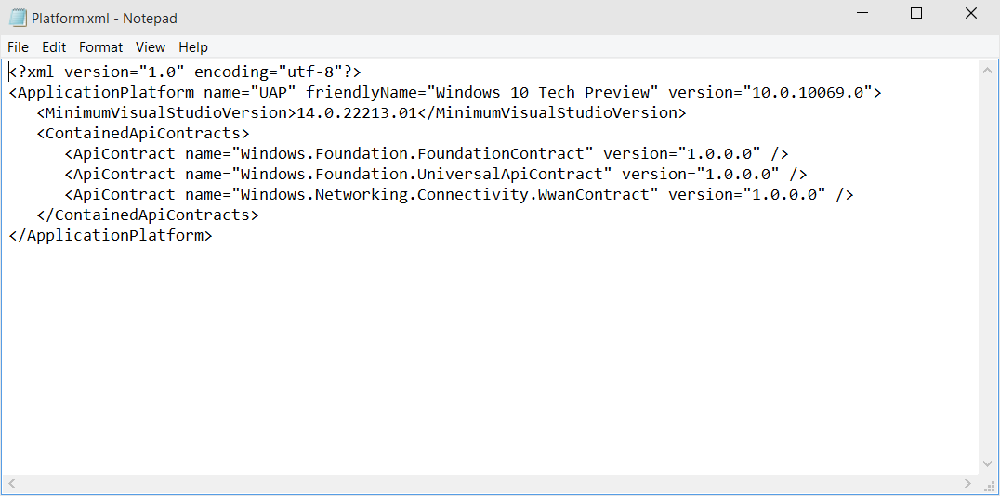 Platform.xml - Notepad
File Edit Format View Help
<?xml version="1.0" encoding="utf-8"?>
<ApplicationPlatform name="UAP" friendlyName="Windows 10 Tech Preview" version="10.0.10069.0">
   <MinimumVisualStudioVersion>14.0.22213.01</MinimumVisualStudioVersion>
   <ContainedApiContracts>
      <ApiContract name="Windows.Foundation.FoundationContract" version="1.0.0.0" />
      <ApiContract name="Windows.Foundation.UniversalApiContract" version="1.0.0.0" />
      <ApiContract name="Windows.Networking.Connectivity.WwanContract" version="1.0.0.0" />
   </ContainedApiContracts>
</ApplicationPlatform>